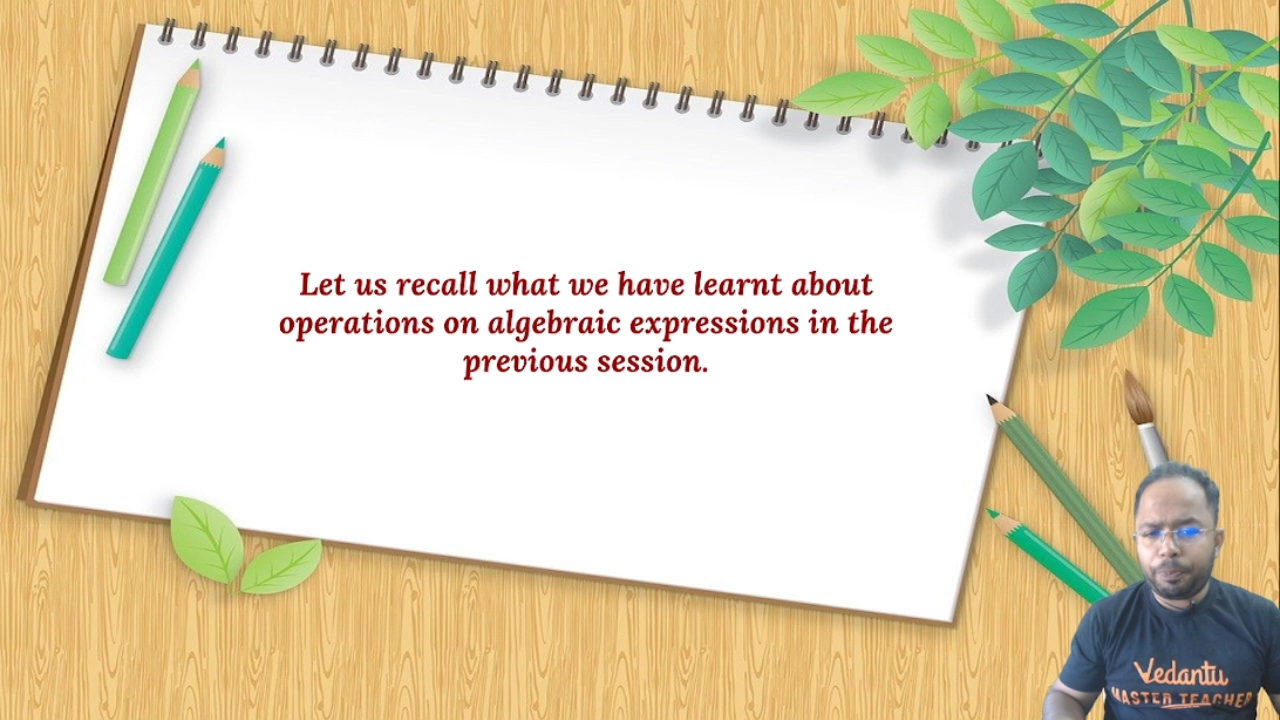 Let us recall what we have learnt about
operations on algebraic expressions in the
previous session.
Vedantu
MASTER TEACHER